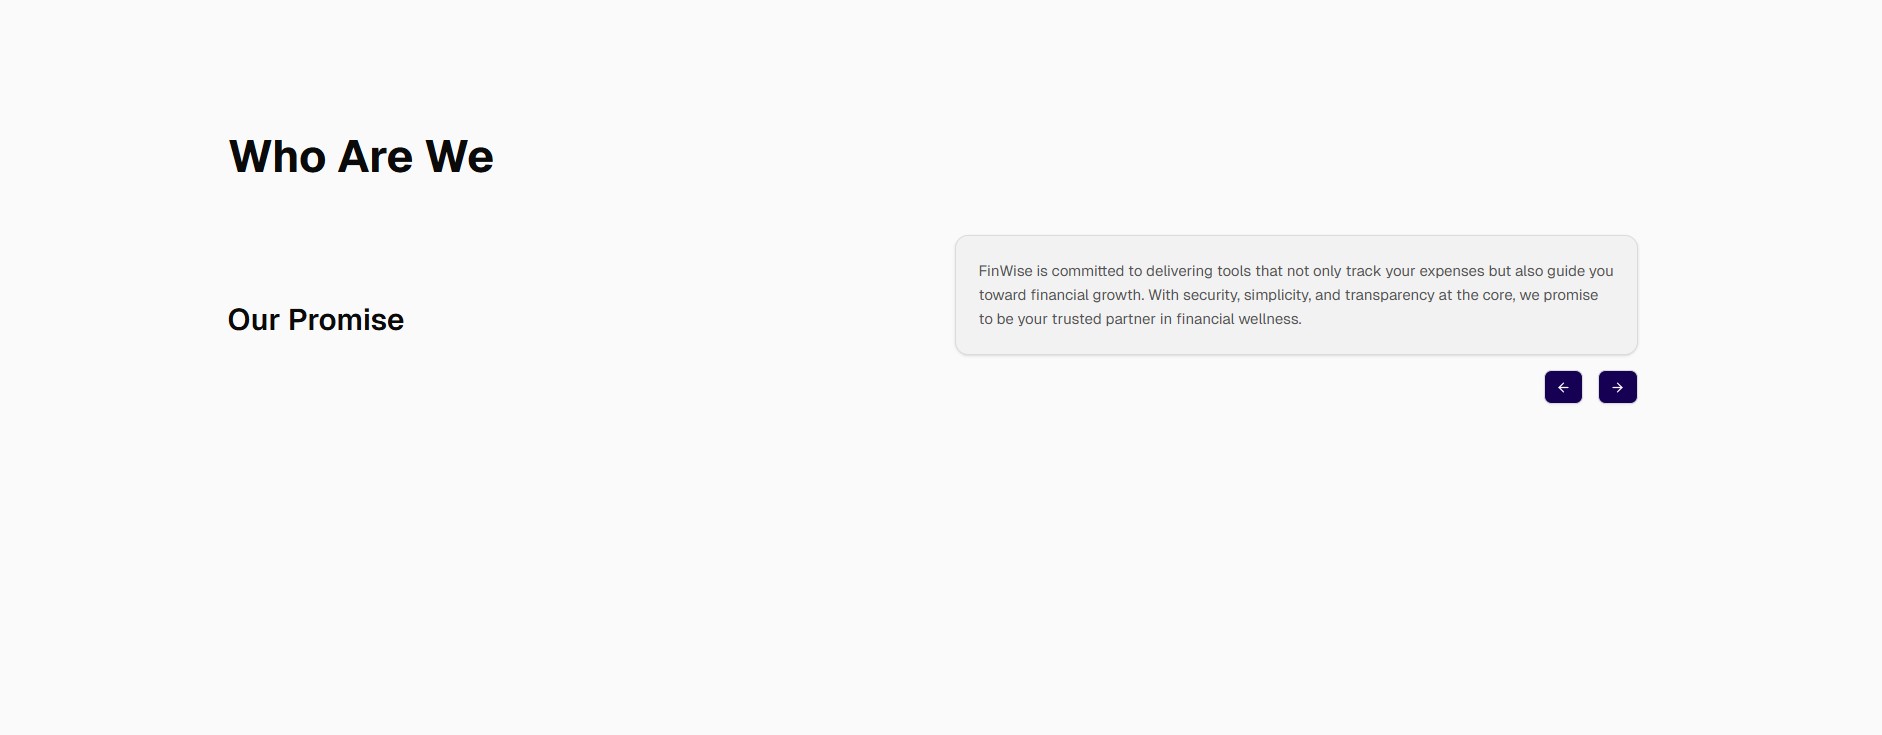 Who Are We
Our Promise
FinWise is committed to delivering tools that not only track your expenses but also guide you
toward financial growth. With security, simplicity, and transparency at the core, we promise
to be your trusted partner in financial wellness.